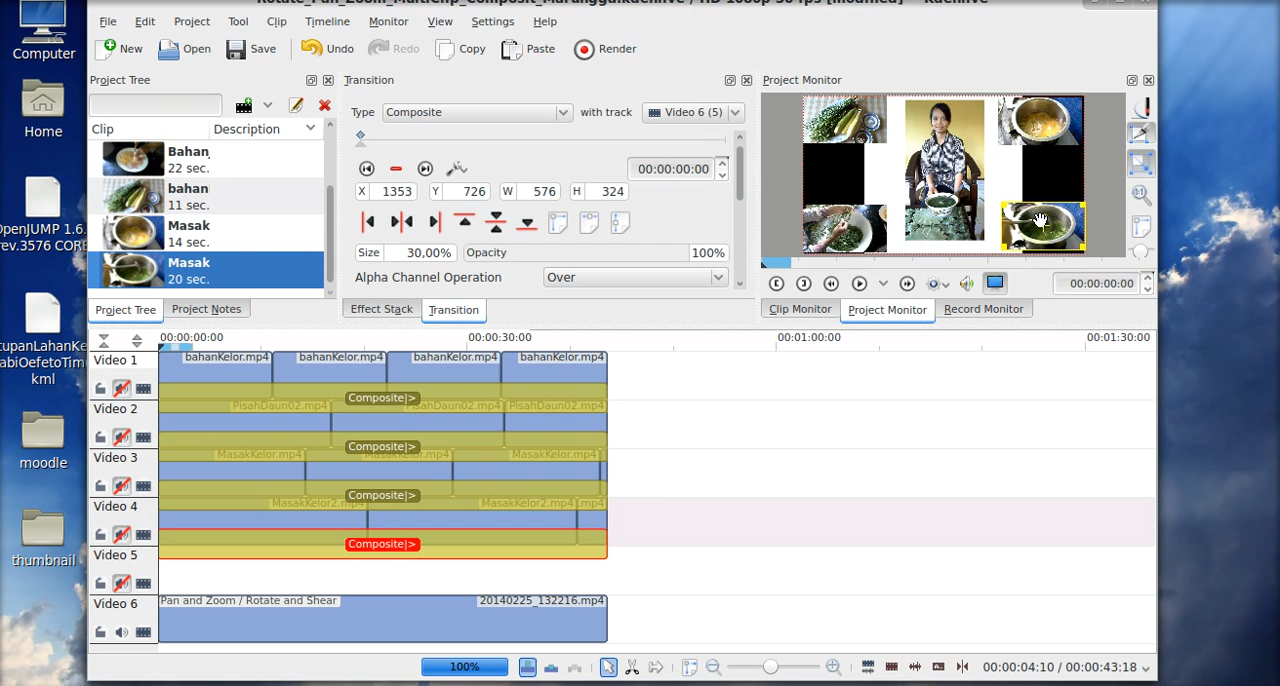 Rotate_Pan_Zoom_MultiClip_Composit_Marungga.kdenlive / HD 1080p 30 fps [modified] – Kdenlive
Computer
Home
OpenJUMP 1.6.
rev.3576 CORE
tupanLahanKe
abiOefetoTim
kml
moodle
thumbnail
File Edit Project Tool Clip Timeline Monitor View Settings Help
New Open Save Undo Redo Copy Paste Render
Project Tree
Clip Description
Bahan
22 sec.
bahan
11 sec.
Masak
14 sec.
Masak
20 sec.
Project Tree Project Notes
Transition
Type Composite with track Video 6 (5)
00:00:00:00
X 1353 Y 726 W 576 H 324
Size 30,00% Opacity 100%
Alpha Channel Operation Over
Effect Stack Transition
Project Monitor
1:1
00:00:00:00
Clip Monitor Project Monitor Record Monitor
00:00:00:00 00:00:30:00 00:01:00:00 00:01:30:00
Video 1
bahanKelor.mp4 bahanKelor.mp4 bahanKelor.mp4 bahanKelor.mp4
Composite|>
Video 2
PisahDaun02.mp4 PisahDaun02.mp4 PisahDaun02.mp4
Composite|>
Video 3
MasakKelor.mp4 MasakKelor.mp4 MasakKelor.mp4
Composite|>
Video 4
MasakKelor2.mp4 MasakKelor2.mp4 .mp4
Composite|>
Video 5
Video 6
Pan and Zoom / Rotate and Shear 20140225_132216.mp4
100%
00:00:04:10 / 00:00:43:18